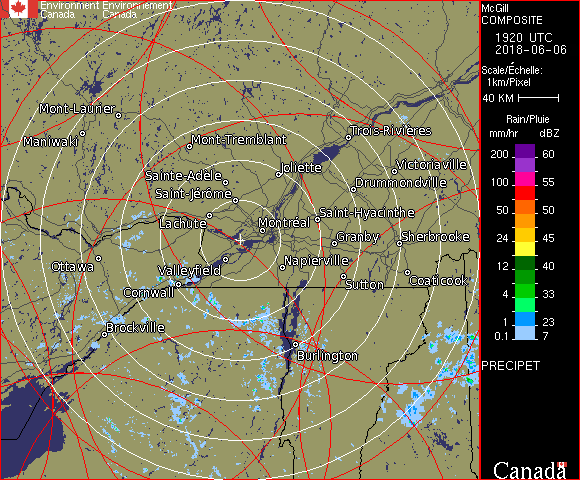 Environment Environnement
Canada Canada
McGill
COMPOSITE
1920 UTC
2018-06-06
Scale/Échelle:
1km/Pixel
40 KM
Rain/Pluie
mm/hr dBZ
200 60
100 55
50 50
24 45
12 40
4 33
1 23
0.1 7
PRECIPET
Canada
Mont-Laurier
Maniwaki
Mont-Tremblant
Trois-Rivières
Joliette
Victoriaville
Sainte-Adèle
Drummondville
Saint-Jérôme
Lachute
Saint-Hyacinthe
Montréal
Granby
Sherbrooke
Ottawa
Valleyfield
Napierville
Cornwall
Sutton
Coaticook
Brockville
Burlington